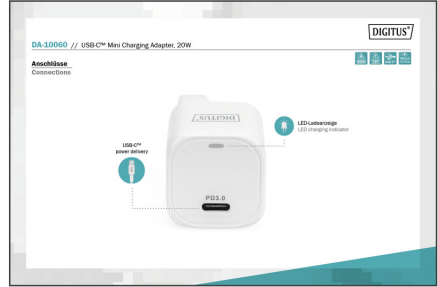 DIGITUS®
DA-10060 // USB-C™ Mini Charging Adapter, 20W
Anschlüsse
Connections
DIGITUS
LED-Ladeanzeige
LED charging indicator
USB-C™
power delivery
PD3.0